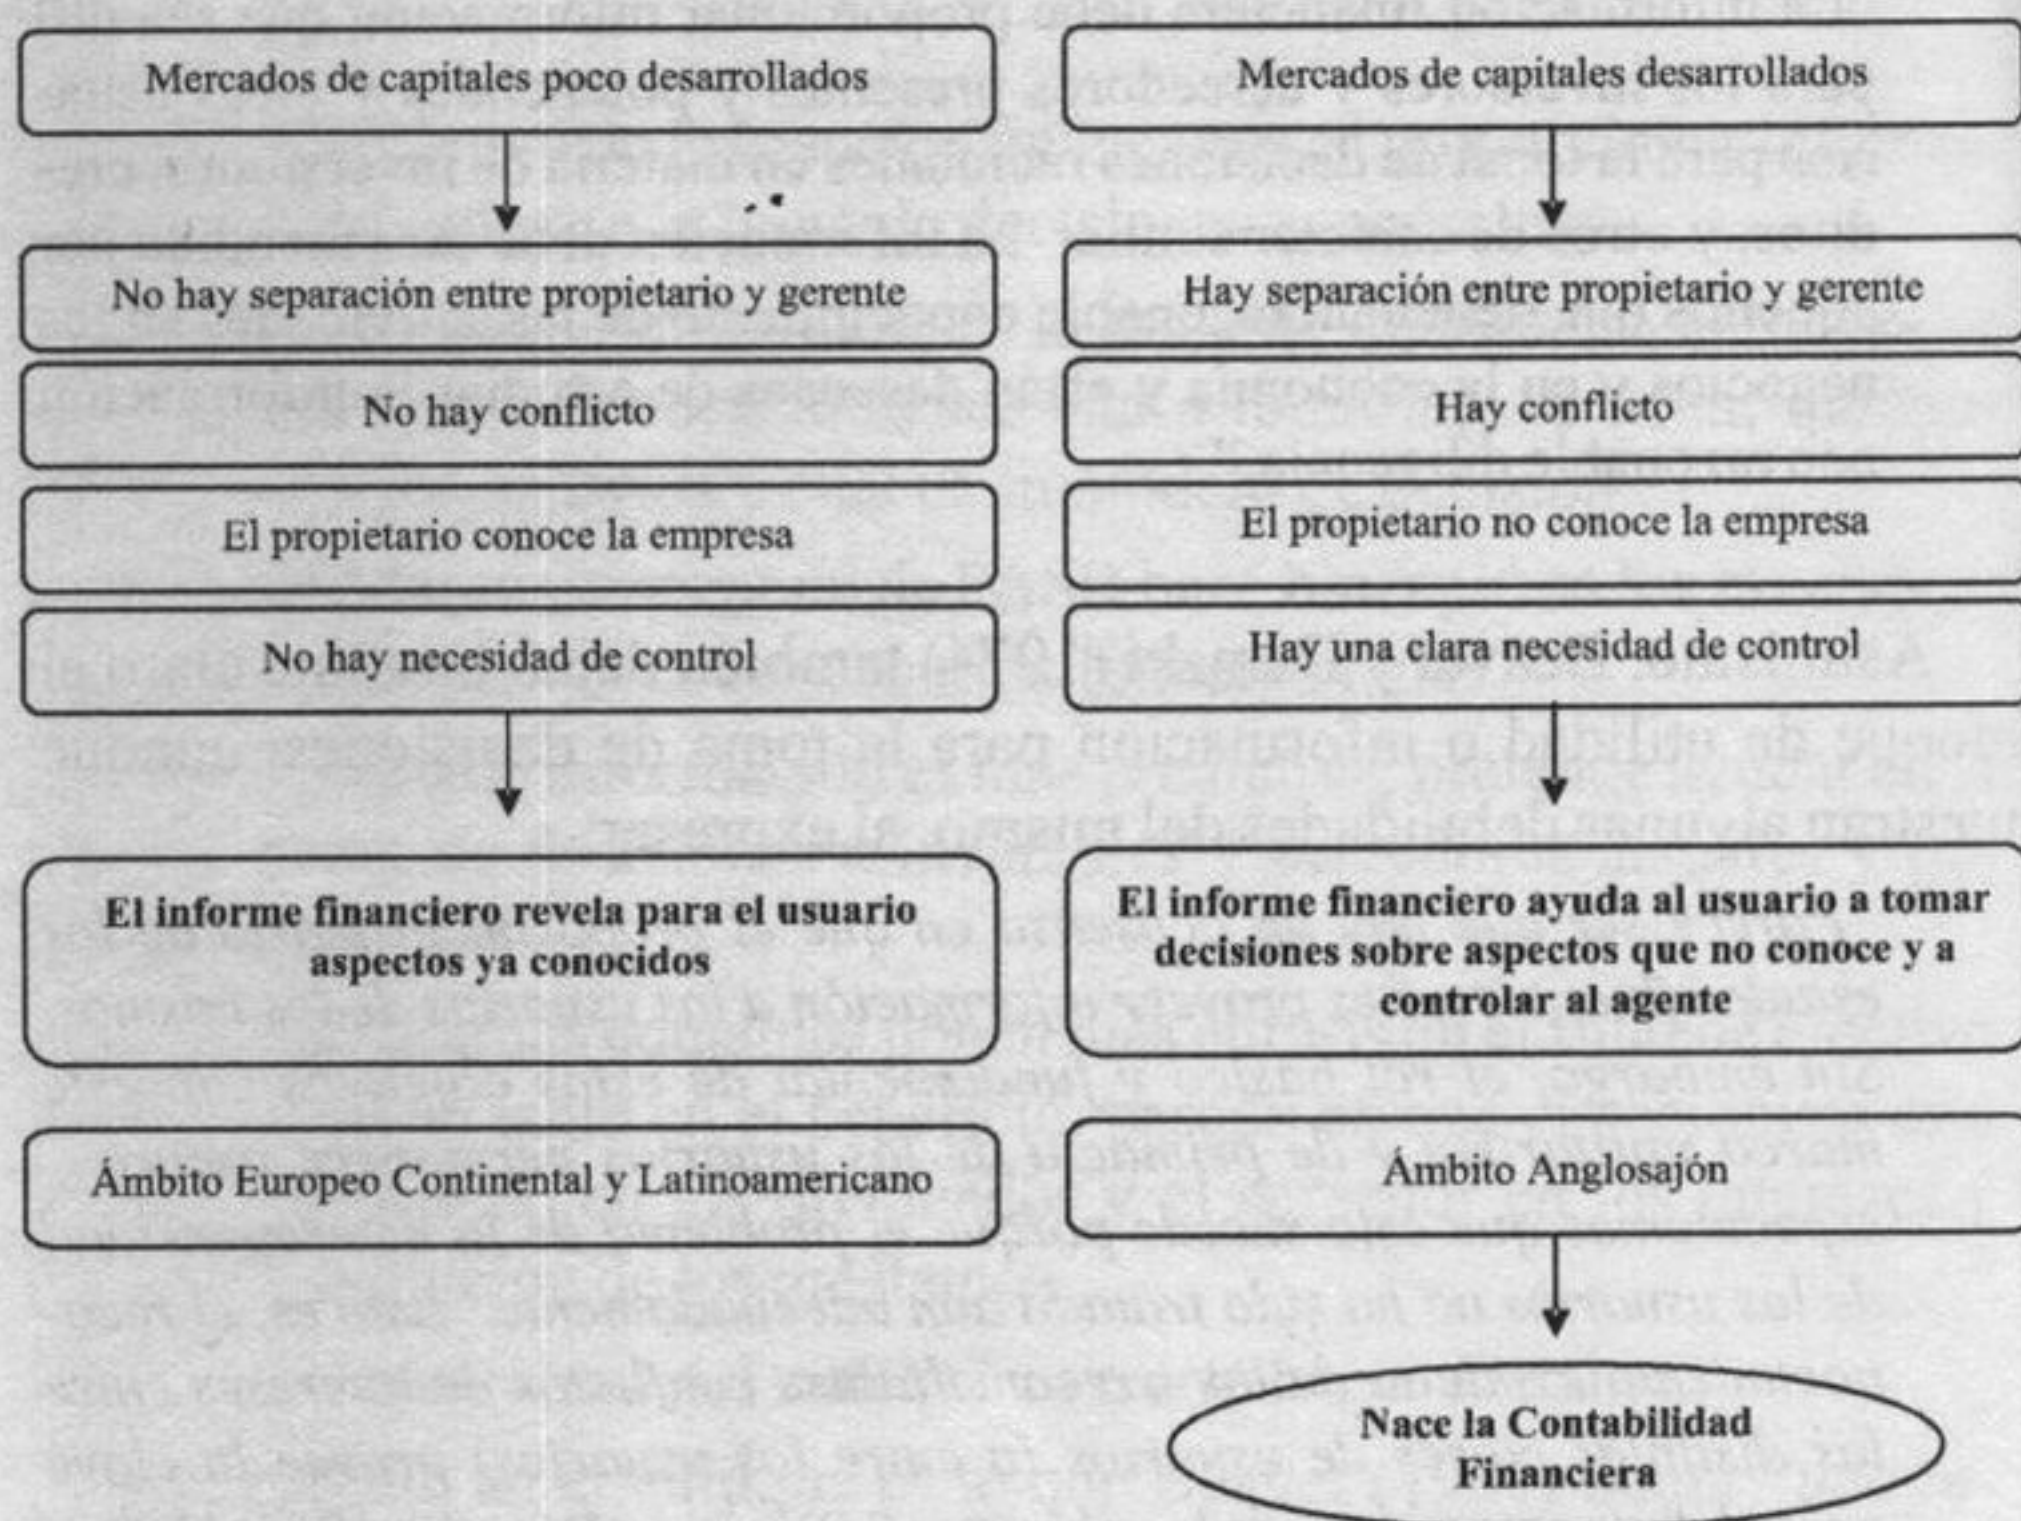 Mercados de capitales poco desarrollados
Mercados de capitales desarrollados
No hay separación entre propietario y gerente
Hay separación entre propietario y gerente
No hay conflicto
Hay conflicto
El propietario conoce la empresa
El propietario no conoce la empresa
No hay necesidad de control
Hay una clara necesidad de control
El informe financiero revela para el usuario
aspectos ya conocidos
El informe financiero ayuda al usuario a tomar
decisiones sobre aspectos que no conoce y a
controlar al agente
Ámbito Europeo Continental y Latinoamericano
Ámbito Anglosajón
Nace la Contabilidad
Financiera